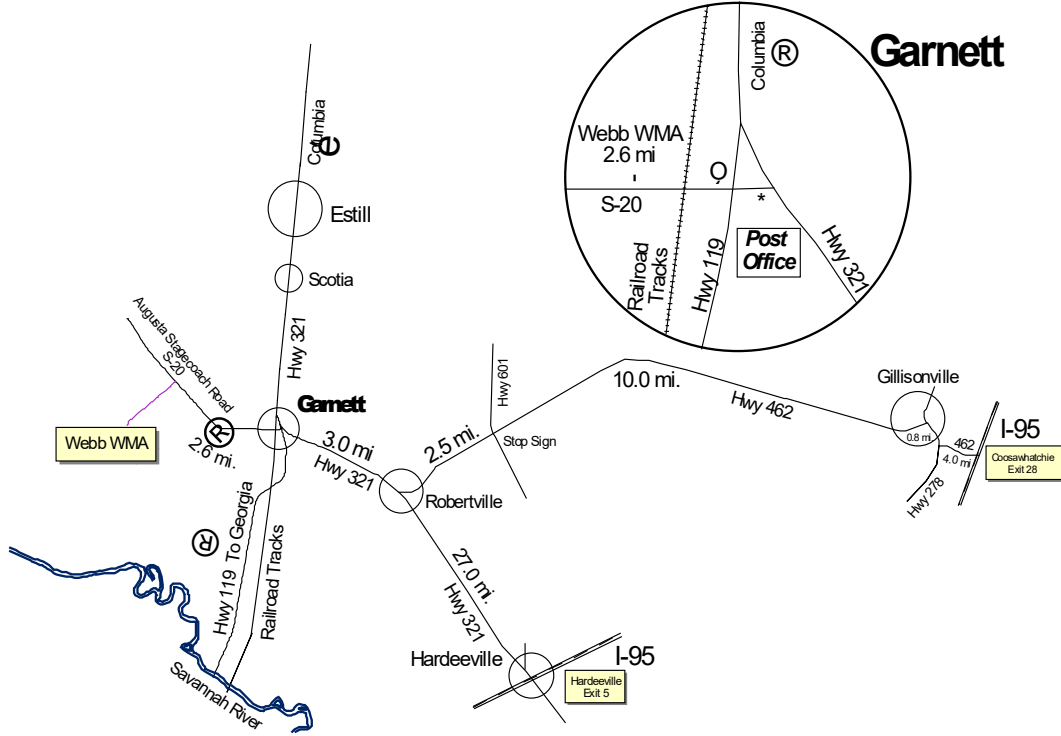 Garnett
Columbia
R
Webb WMA
2.6 mi
S-20
Railroad
Tracks
Hwy 119
*
Post
Office
Hwy 321
Columbia
e
Estill
Scotia
Hwy 321
Augusta Stagecoach Road
S-20
Webb WMA
R
2.6 mi.
Garnett
3.0 mi
Hwy 321
Robertville
2.5 mi.
Hwy 601
Stop Sign
10.0 mi.
Hwy 462
Gillisonville
0.8 mi.
I-95
462
4.0 mi
Coosawhatchie
Exit 28
Hwy 278
R
Hwy 119 To Georgia
Railroad Tracks
Savannah River
27.0 mi.
Hwy 321
Hardeeville
I-95
Hardeeville
Exit 5